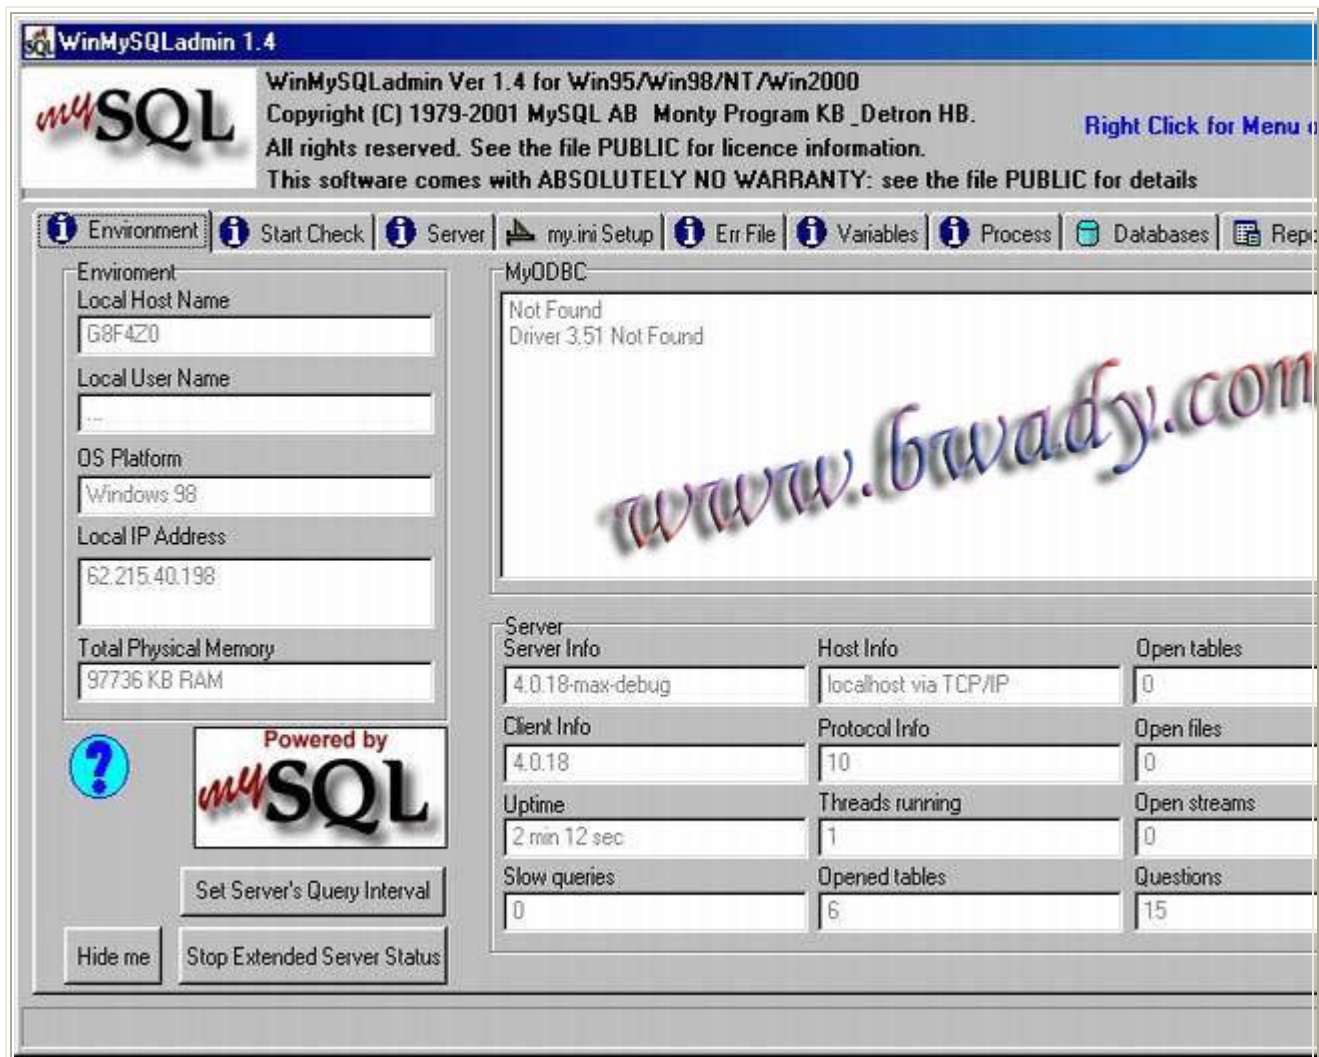 WinMySQLadmin 1.4
mySQL
WinMySQLadmin Ver 1.4 for Win95/Win98/NT/Win2000
Copyright (C) 1979-2001 MySQL AB Monty Program KB _Detron HB.
All rights reserved. See the file PUBLIC for licence information.
This software comes with ABSOLUTELY NO WARRANTY: see the file PUBLIC for details
Right Click for Menu
Environment Start Check Server my.ini Setup Err File Variables Process Databases Repo
Enviroment
Local Host Name
G8F4Z0
Local User Name
...
OS Platform
Windows 98
Local IP Address
62.215.40.198
Total Physical Memory
97736 KB RAM
MyODBC
Not Found
Driver 3.51 Not Found
www.bwady.com
Server
Server Info Host Info Open tables
4.0.18-max-debug localhost via TCP/IP 0
Client Info Protocol Info Open files
4.0.18 10 0
Uptime Threads running Open streams
2 min 12 sec 1 0
Slow queries Opened tables Questions
0 6 15
Powered by
mySQL
Set Server's Query Interval
Hide me Stop Extended Server Status